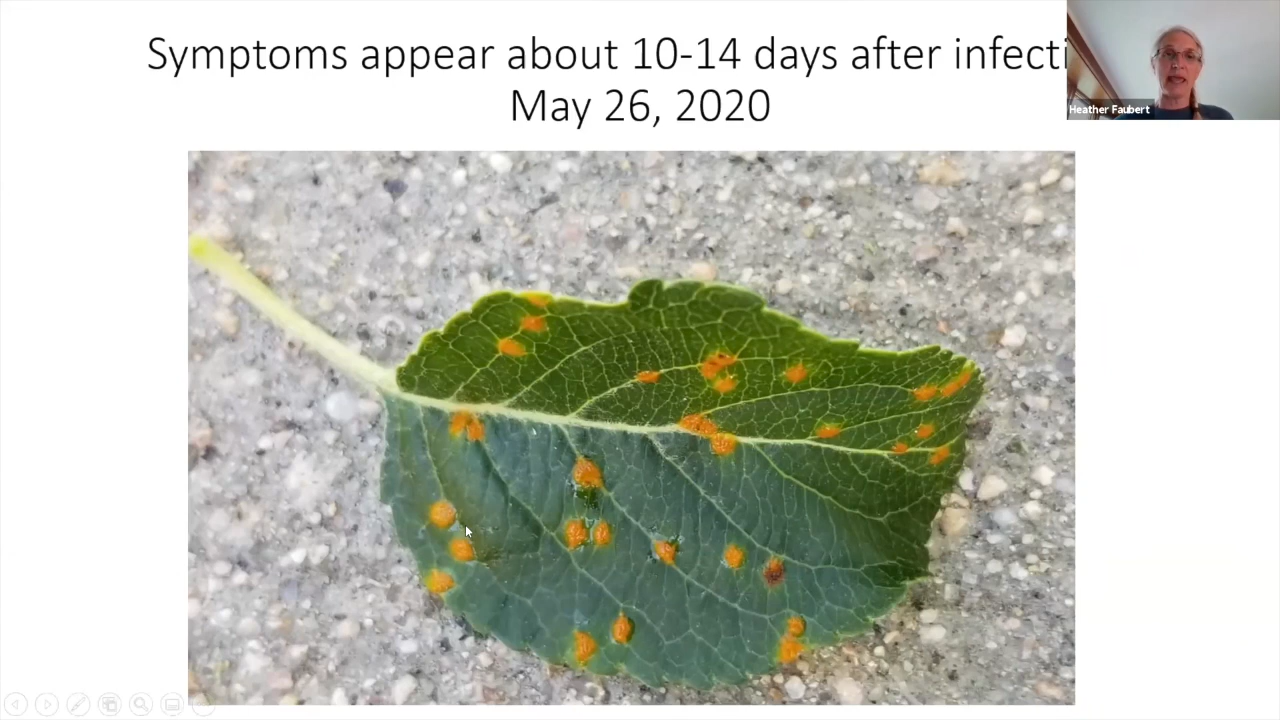 Symptoms appear about 10-14 days after infecti
May 26, 2020
Heather Faubert